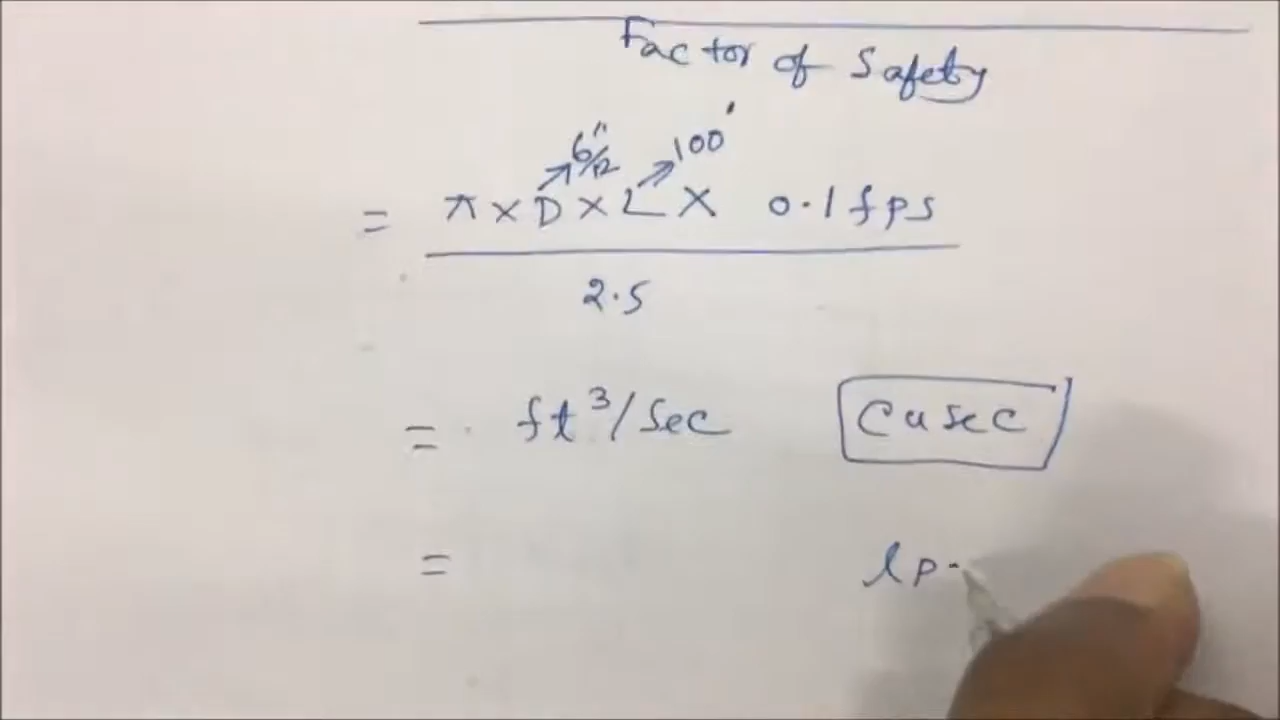 Factor of Safety
6"/12 100'
= π × D × L × 0.1 fps
2.5
= ft³/sec Cusec
= lp